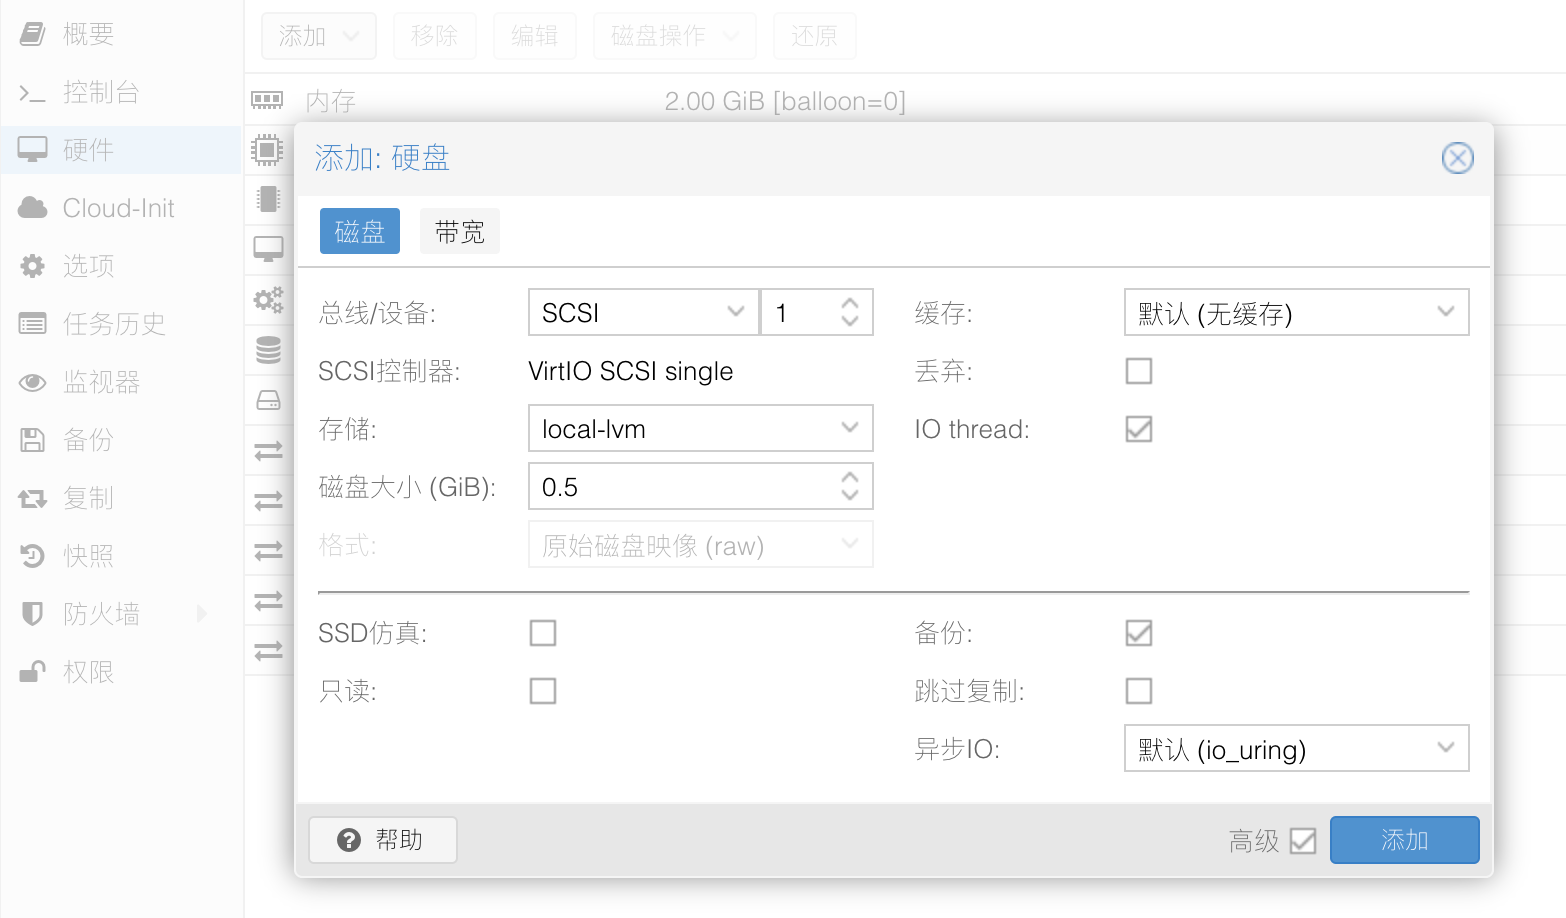 概要
控制台
硬件
Cloud-Init
选项
任务历史
监视器
备份
复制
快照
防火墙
权限
添加 移除 编辑 磁盘操作 还原
内存 2.00 GiB [balloon=0]
添加: 硬盘
磁盘 带宽
总线/设备: SCSI 1 缓存: 默认 (无缓存)
SCSI控制器: VirtIO SCSI single 丢弃:
存储: local-lvm IO thread:
磁盘大小 (GiB): 0.5
格式: 原始磁盘映像 (raw)
SSD仿真: 备份:
只读: 跳过复制:
异步IO: 默认 (io_uring)
帮助 高级 添加